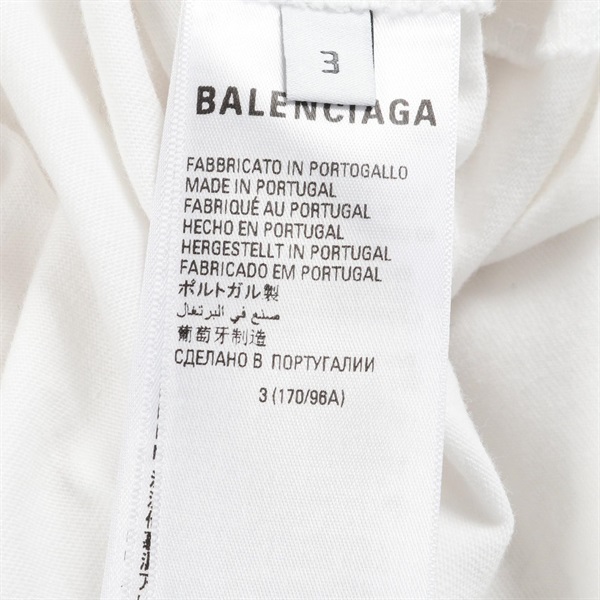 3
BALENCIAGA
FABBRICATO IN PORTOGALLO
MADE IN PORTUGAL
FABRIQUÉ AU PORTUGAL
HECHO EN PORTUGAL
HERGESTELLT IN PORTUGAL
FABRICADO EM PORTUGAL
ポルトガル製
صنع في البرتغال
葡萄牙制造
СДЕЛАНО В ПОРТУГАЛИИ
3 (170/96A)